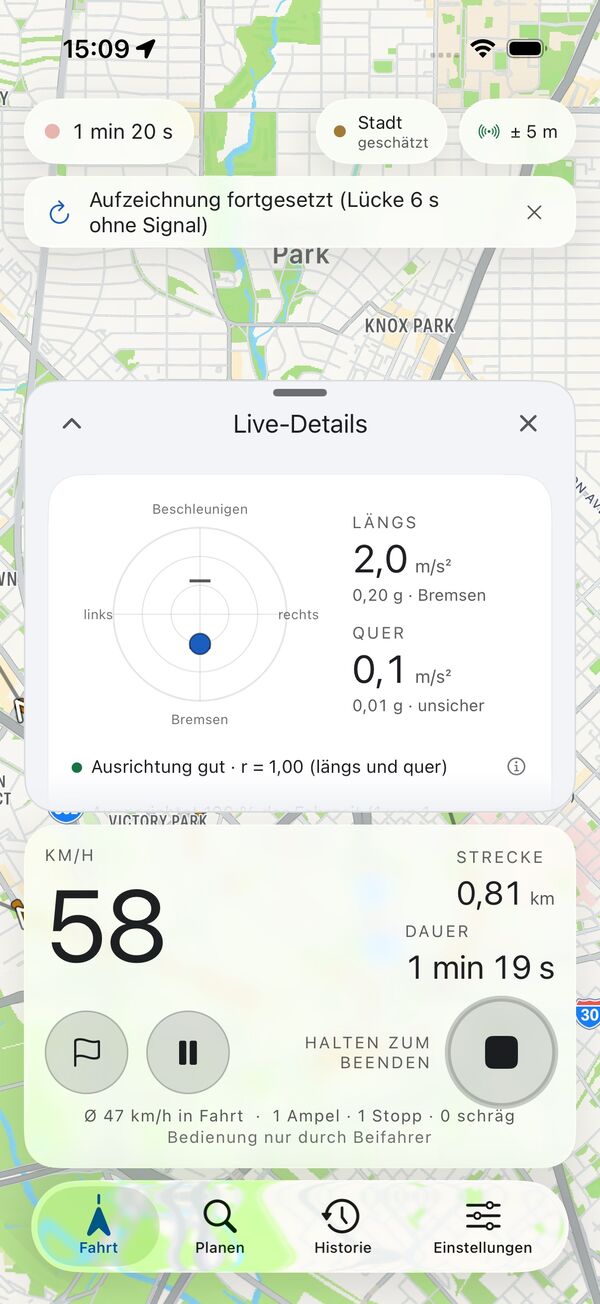 15:09
1 min 20 s
Stadt
geschätzt
± 5 m
Aufzeichnung fortgesetzt (Lücke 6 s
ohne Signal)
Park
KNOX PARK
Live-Details
Beschleunigen
links
rechts
Bremsen
LÄNGS
2,0 m/s²
0,20 g · Bremsen
QUER
0,1 m/s²
0,01 g · unsicher
Ausrichtung gut · r = 1,00 (längs und quer)
VICTORY PARK
KM/H
58
STRECKE
0,81 km
DAUER
1 min 19 s
30
HALTEN ZUM
BEENDEN
Ø 47 km/h in Fahrt · 1 Ampel · 1 Stopp · 0 schräg
Bedienung nur durch Beifahrer
Fahrt
Planen
Historie
Einstellungen